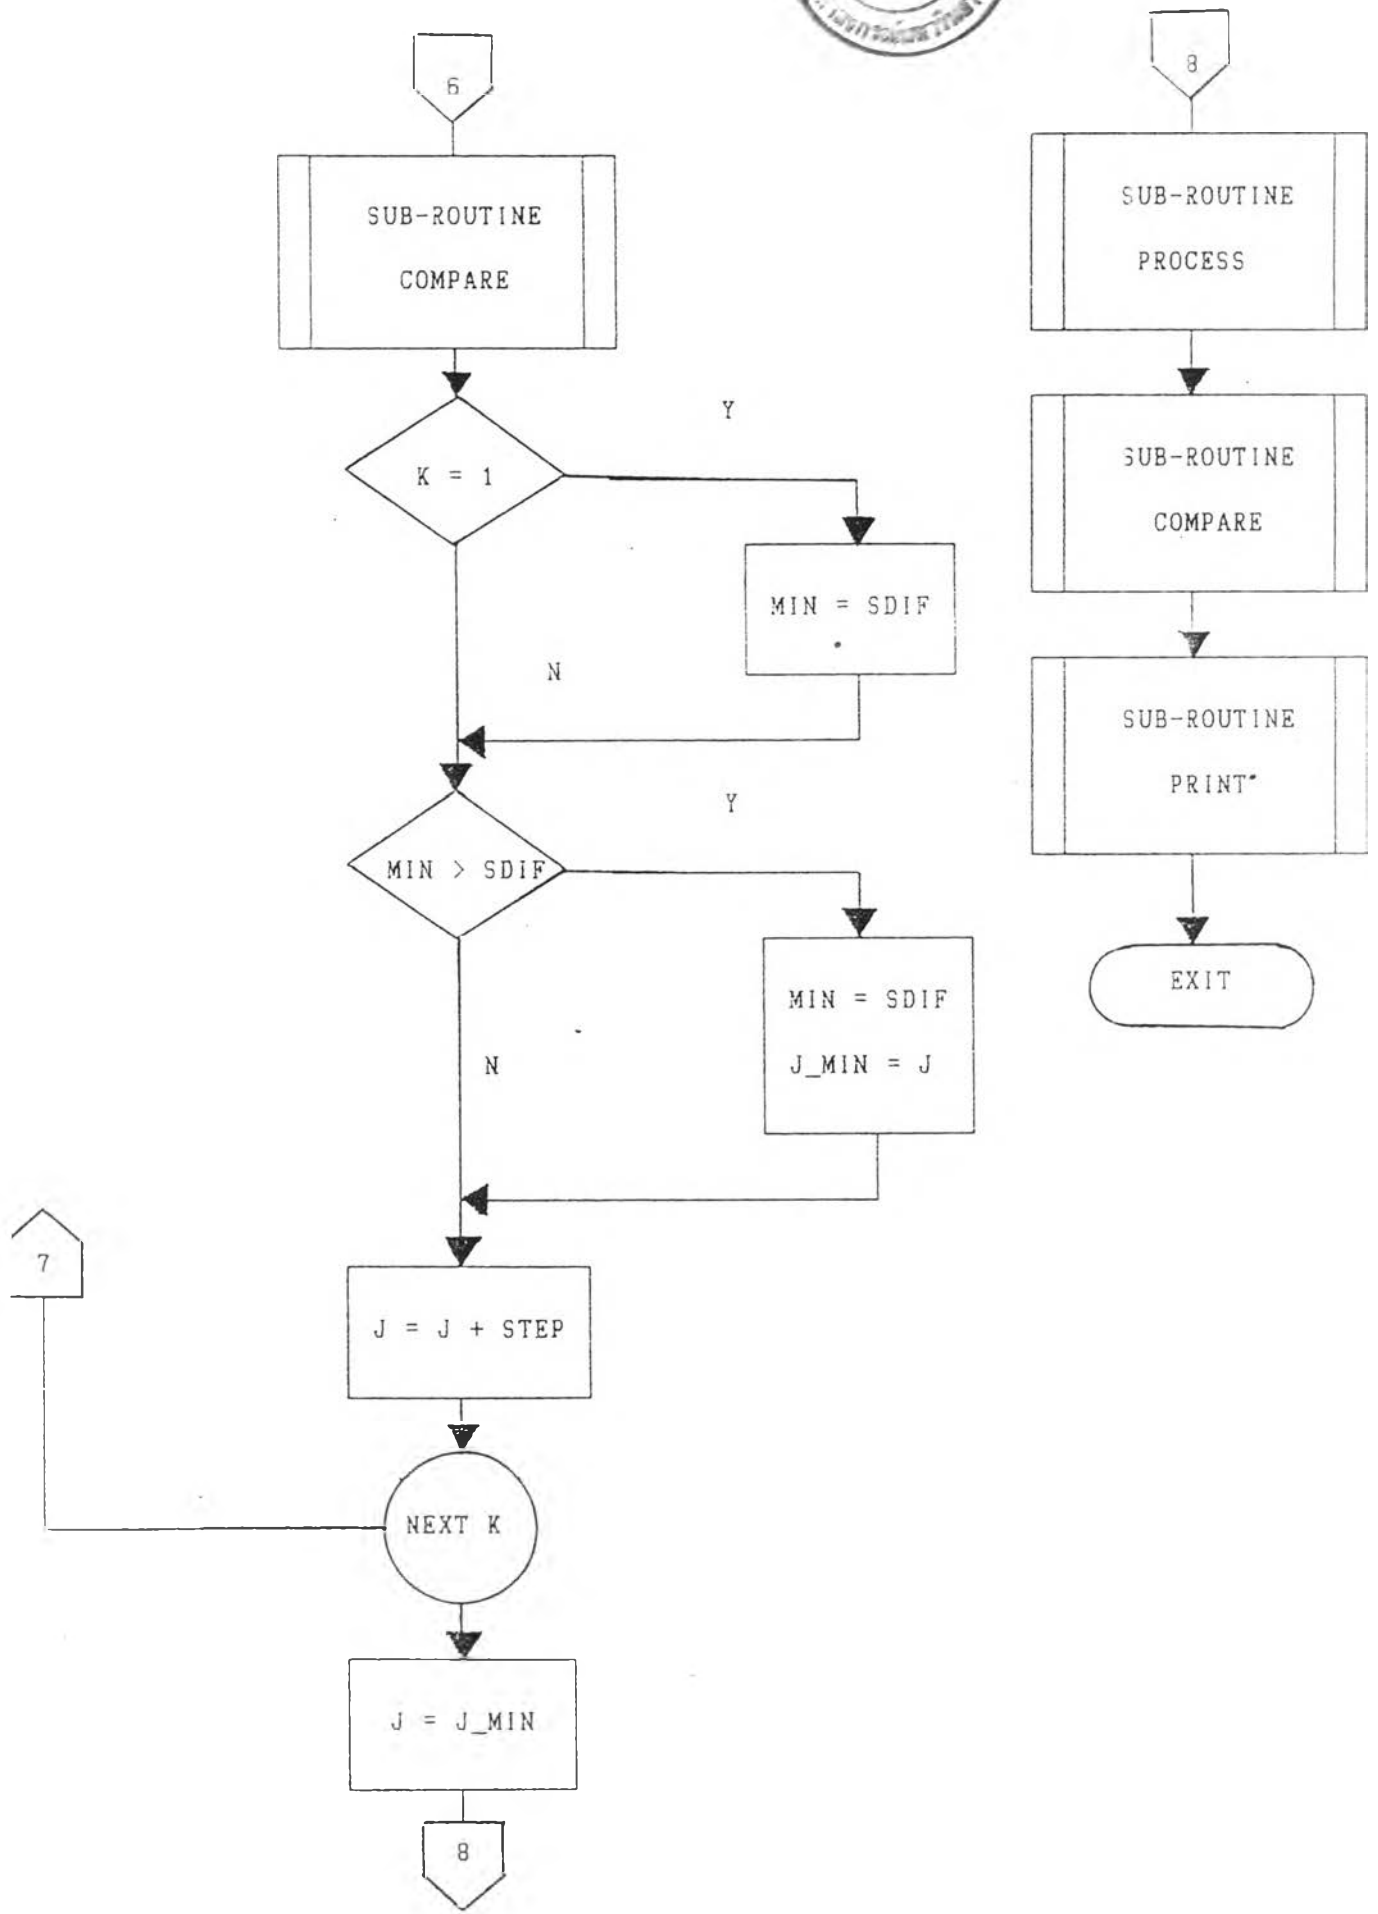 6
SUB-ROUTINE
COMPARE
K = 1
Y
MIN = SDIF
N
MIN > SDIF
Y
MIN = SDIF
J_MIN = J
N
7
J = J + STEP
NEXT K
J = J_MIN
8
8
SUB-ROUTINE
PROCESS
SUB-ROUTINE
COMPARE
SUB-ROUTINE
PRINT
EXIT